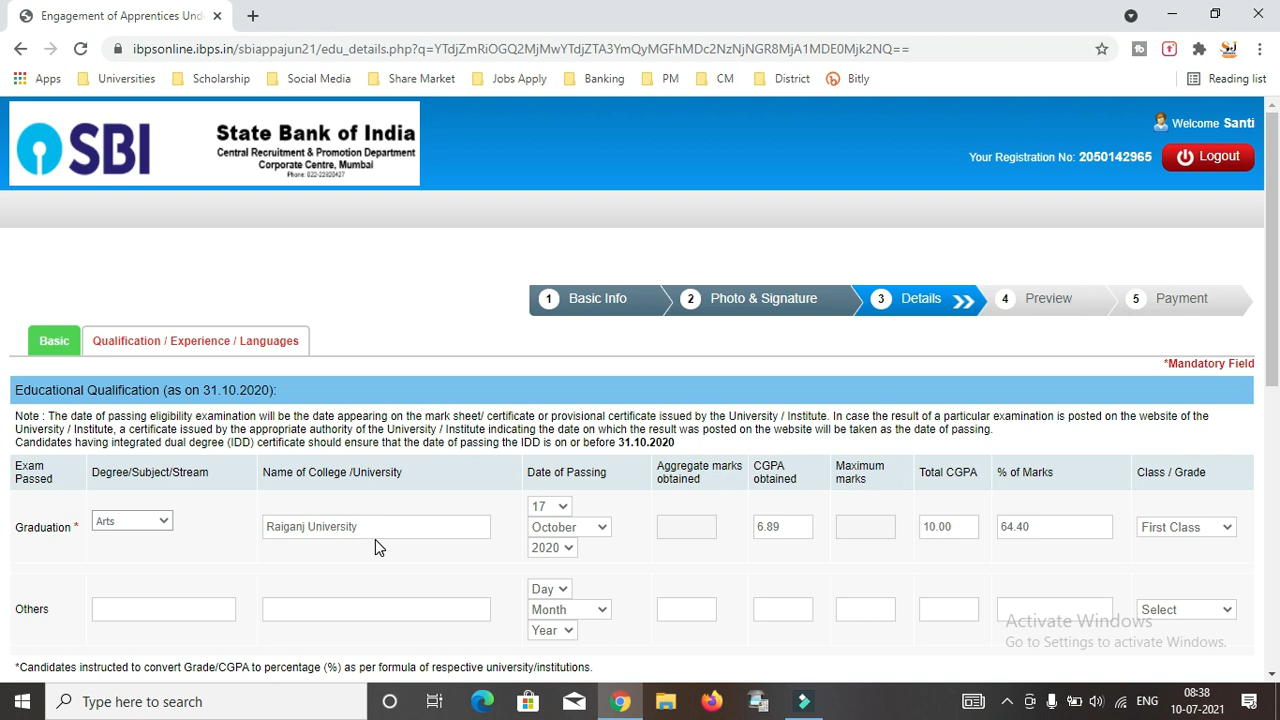 Engagement of Apprentices Und
ibpsonline.ibps.in/sbiappajun21/edu_details.php?q=YTdjZmRiOGQ2MjMwYTdjZTA3YmQyMGFhMDc2NzNjNGR8MjA1MDE0Mjk2NQ==
Apps Universities Scholarship Social Media Share Market Jobs Apply Banking PM CM District Bitly Reading list
SBI
State Bank of India
Central Recruitment & Promotion Department
Corporate Centre, Mumbai
Phone: 022-22820427
Welcome Santi
Your Registration No: 2050142965 Logout
1 Basic Info 2 Photo & Signature 3 Details 4 Preview 5 Payment
Basic Qualification / Experience / Languages
*Mandatory Field
Educational Qualification (as on 31.10.2020):
Note : The date of passing eligibility examination will be the date appearing on the mark sheet/ certificate or provisional certificate issued by the University / Institute. In case the result of a particular examination is posted on the website of the
University / Institute, a certificate issued by the appropriate authority of the University / Institute indicating the date on which the result was posted on the website will be taken as the date of passing.
Candidates having integrated dual degree (IDD) certificate should ensure that the date of passing the IDD is on or before 31.10.2020
Exam Passed Degree/Subject/Stream Name of College /University Date of Passing Aggregate marks obtained CGPA obtained Maximum marks Total CGPA % of Marks Class / Grade
Graduation * Arts Raiganj University 17 October 2020 6.89 10.00 64.40 First Class
Others Day Month Year Select
Activate Windows
Go to Settings to activate Windows.
*Candidates instructed to convert Grade/CGPA to percentage (%) as per formula of respective university/institutions.
Type here to search
ENG
08:38
10-07-2021